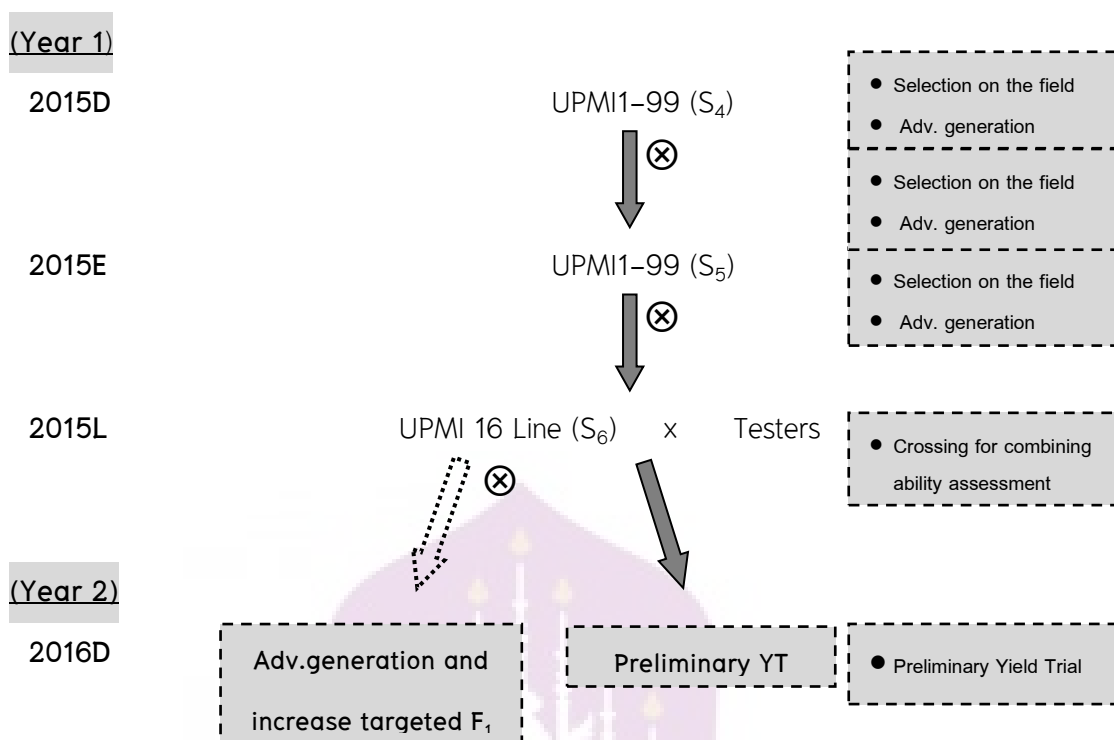 (Year 1)
2015D
UPMI1–99 (S₄)
● Selection on the field
● Adv. generation
⊗
● Selection on the field
● Adv. generation
2015E
UPMI1–99 (S₅)
● Selection on the field
● Adv. generation
⊗
2015L
UPMI 16 Line (S₆) x Testers
● Crossing for combining
ability assessment
⊗
(Year 2)
2016D
Adv.generation and
increase targeted F₁
Preliminary YT
● Preliminary Yield Trial